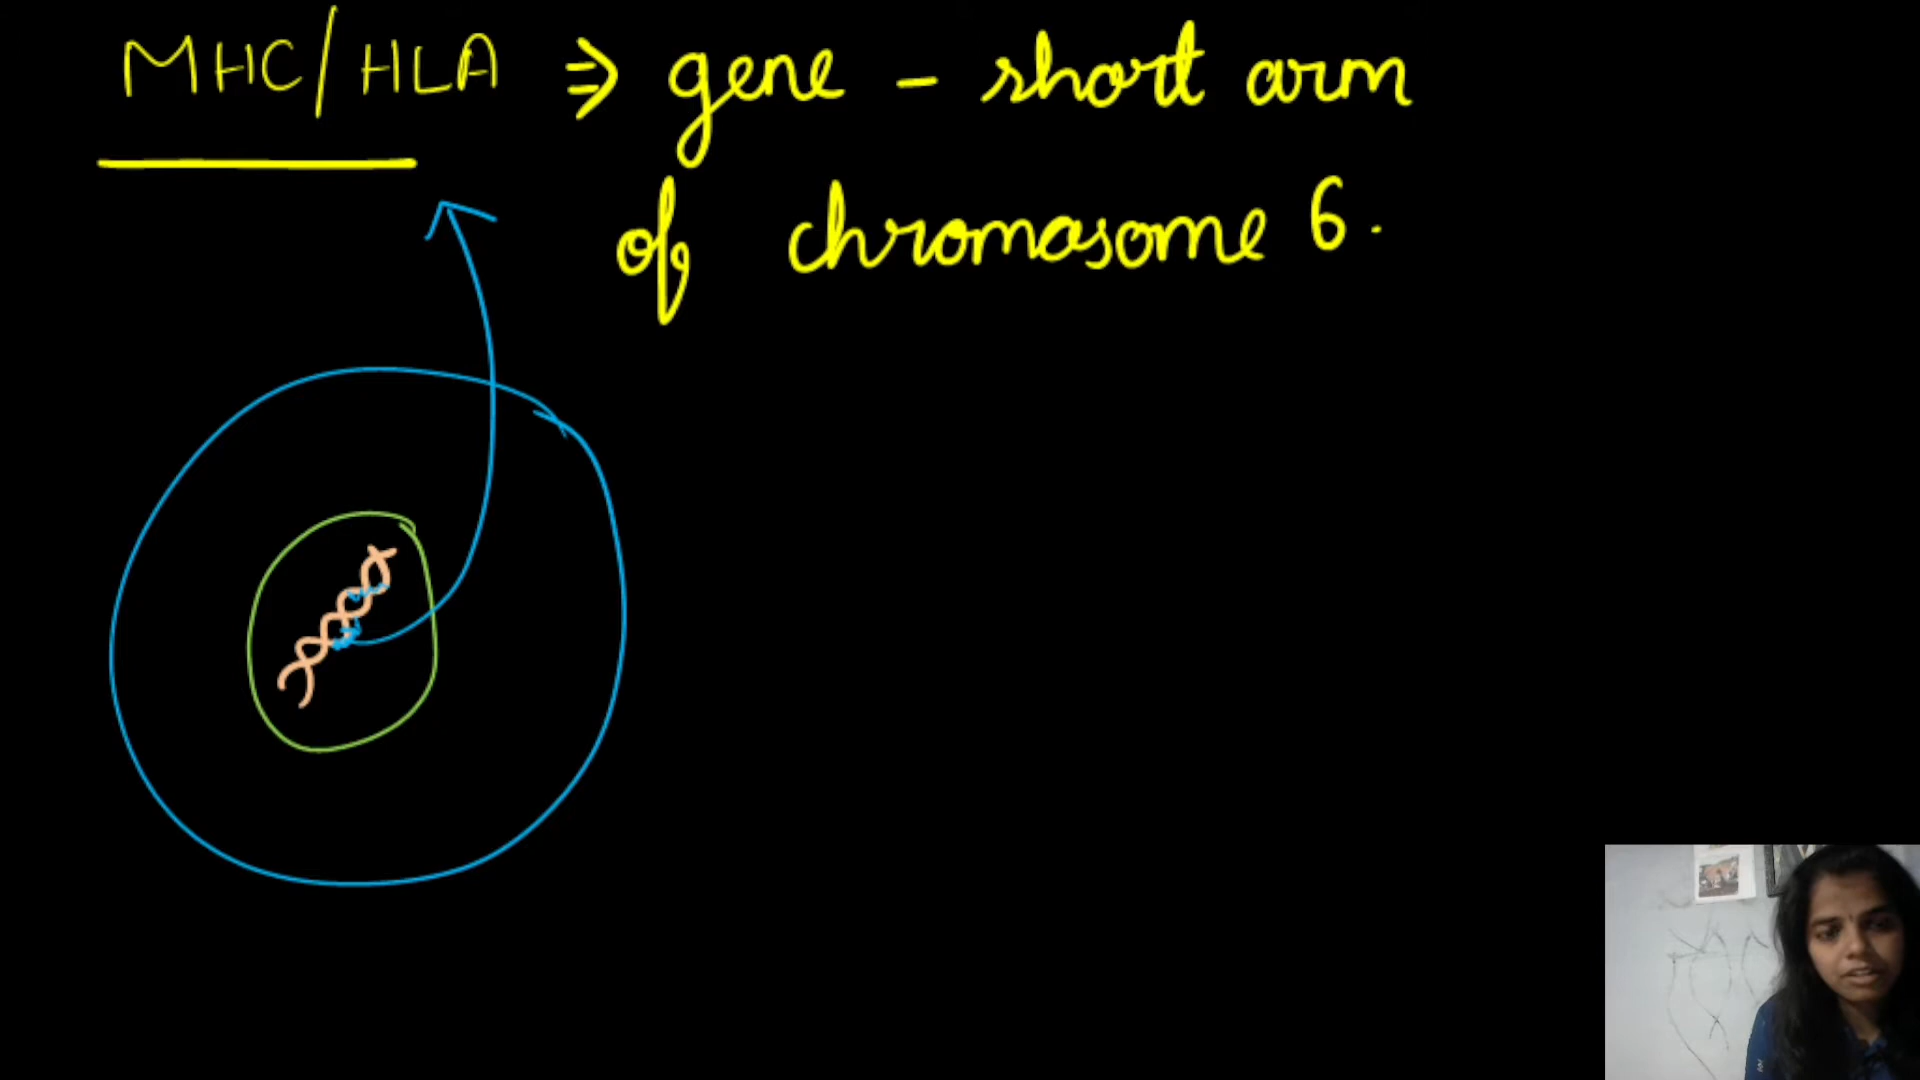 MHC/HLA ⇒ gene - short arm
of chromosome 6.